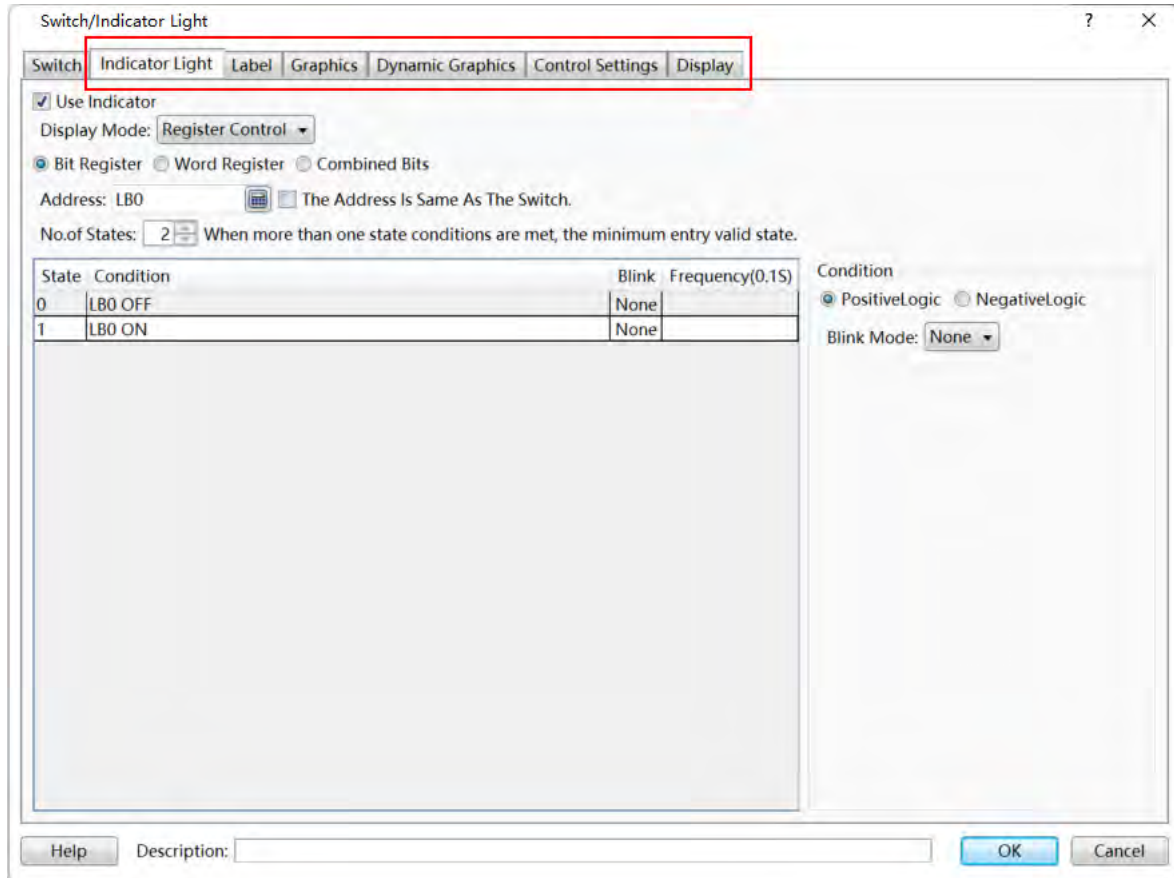 Switch/Indicator Light ? ×
Switch Indicator Light Label Graphics Dynamic Graphics Control Settings Display
Use Indicator
Display Mode: Register Control
Bit Register Word Register Combined Bits
Address: LB0 The Address Is Same As The Switch.
No.of States: 2 When more than one state conditions are met, the minimum entry valid state.
State Condition Blink Frequency(0.1S)
0 LB0 OFF None
1 LB0 ON None
Condition
PositiveLogic NegativeLogic
Blink Mode: None
Help Description: OK Cancel